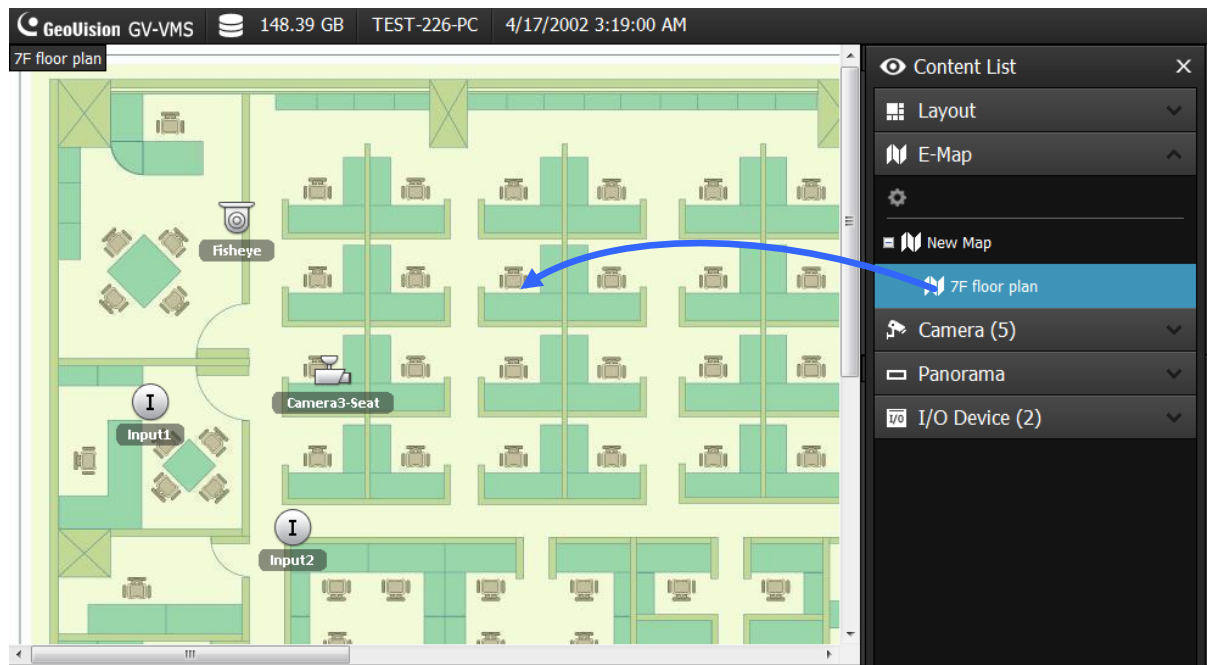 GeoVision GV-VMS 148.39 GB TEST-226-PC 4/17/2002 3:19:00 AM
7F floor plan
Fisheye
Camera3-Seat
I
Input1
I
Input2
Content List
Layout
E-Map
New Map
7F floor plan
Camera (5)
Panorama
I/O I/O Device (2)